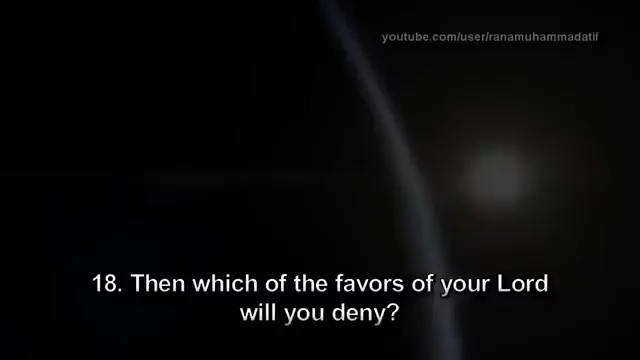 youtube.com/user/ranamuhammadatif
18. Then which of the favors of your Lord
will you deny?